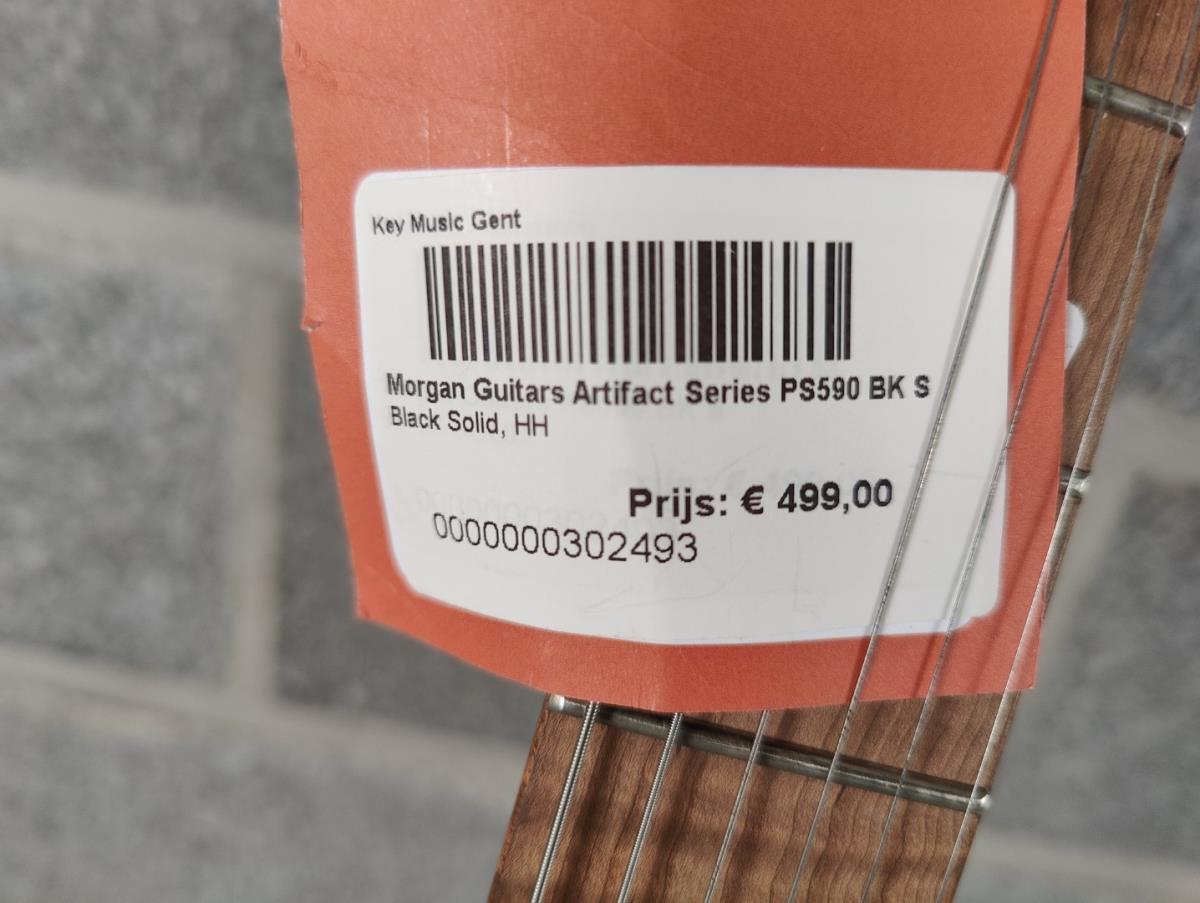 Key Music Gent
Morgan Guitars Artifact Series PS590 BK S
Black Solid, HH
Prijs: € 499,00
0000000302493